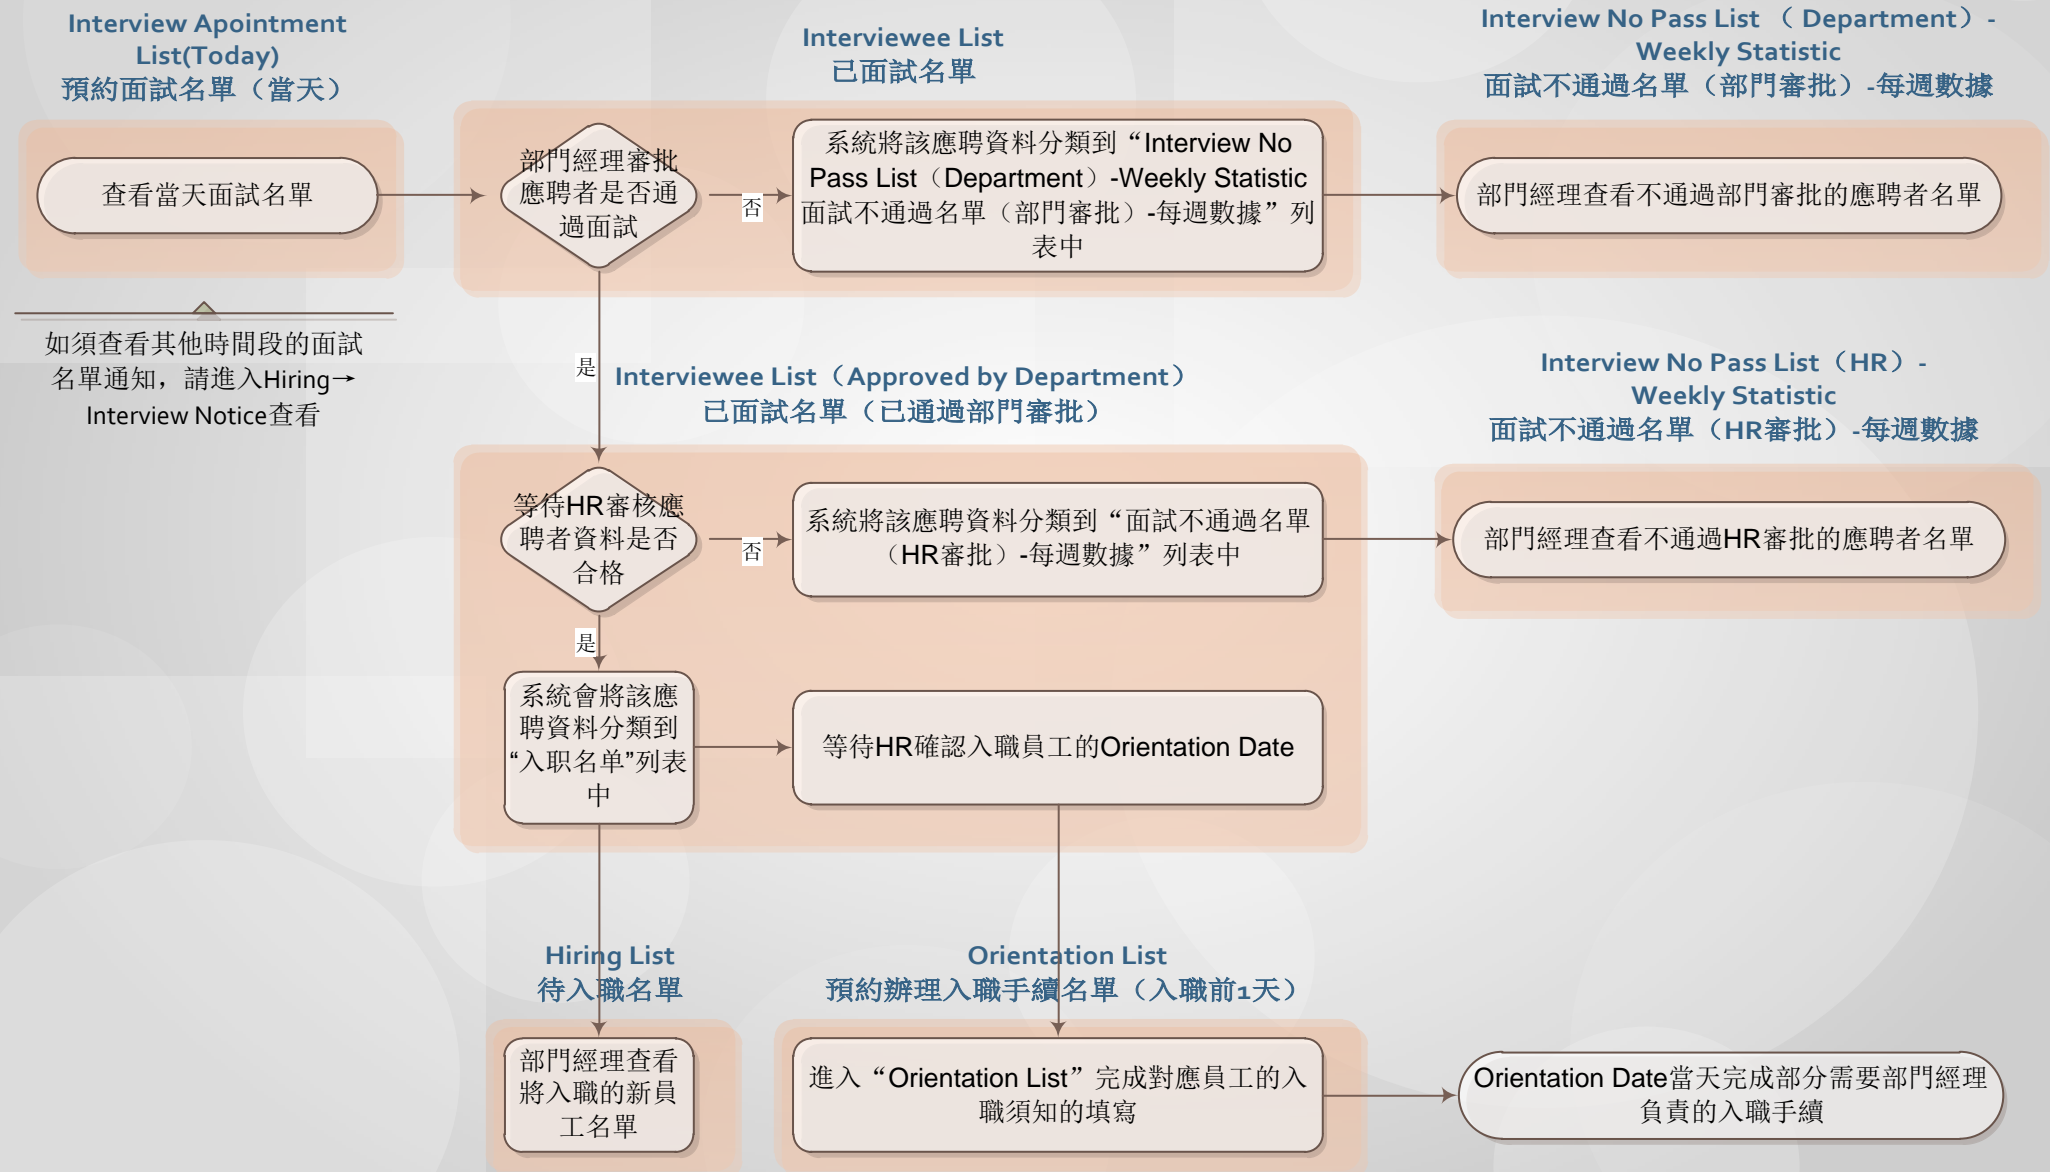 Interview Apointment
List(Today)
預約面試名單（當天）
Interviewee List
已面試名單
Interview No Pass List （ Department）-
Weekly Statistic
面試不通過名單（部門審批）-每週數據
查看當天面試名單
部門經理審批
應聘者是否通
過面試
否
系統將該應聘資料分類到“Interview No
Pass List（Department）-Weekly Statistic
面試不通過名單（部門審批）-每週數據”列
表中
部門經理查看不通過部門審批的應聘者名單
如須查看其他時間段的面試
名單通知，請進入Hiring→
Interview Notice查看
是
Interviewee List（Approved by Department）
已面試名單（已通過部門審批）
Interview No Pass List（HR）-
Weekly Statistic
面試不通過名單（HR審批）-每週數據
等待HR審核應
聘者資料是否
合格
否
系統將該應聘資料分類到“面試不通過名單
（HR審批）-每週數據”列表中
部門經理查看不通過HR審批的應聘者名單
是
系統會將該應
聘資料分類到
“入职名单”列表
中
等待HR確認入職員工的Orientation Date
Hiring List
待入職名單
Orientation List
預約辦理入職手續名單（入職前1天）
部門經理查看
將入職的新員
工名單
進入“Orientation List”完成對應員工的入
職須知的填寫
Orientation Date當天完成部分需要部門經理
負責的入職手續